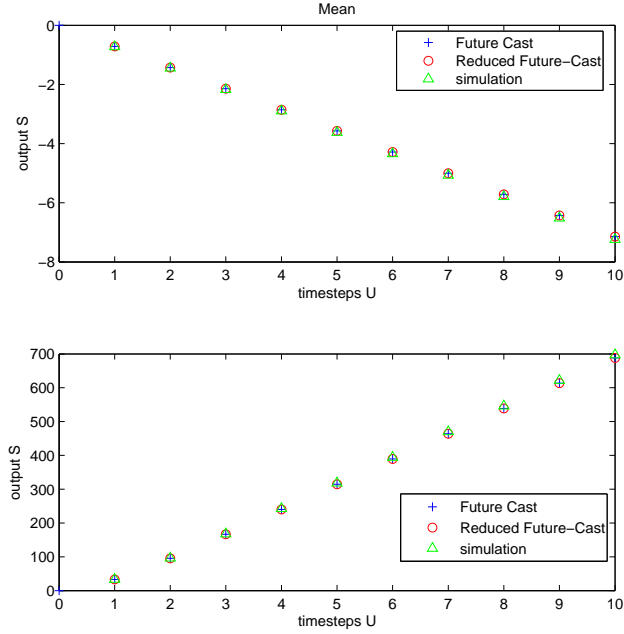 Mean
0
−2
−4
−6
−8
output S
Future Cast
Reduced Future−Cast
simulation
0 1 2 3 4 5 6 7 8 9 10
timesteps U
700
600
500
400
300
200
100
0
output S
Future Cast
Reduced Future−Cast
simulation
0 1 2 3 4 5 6 7 8 9 10
timesteps U